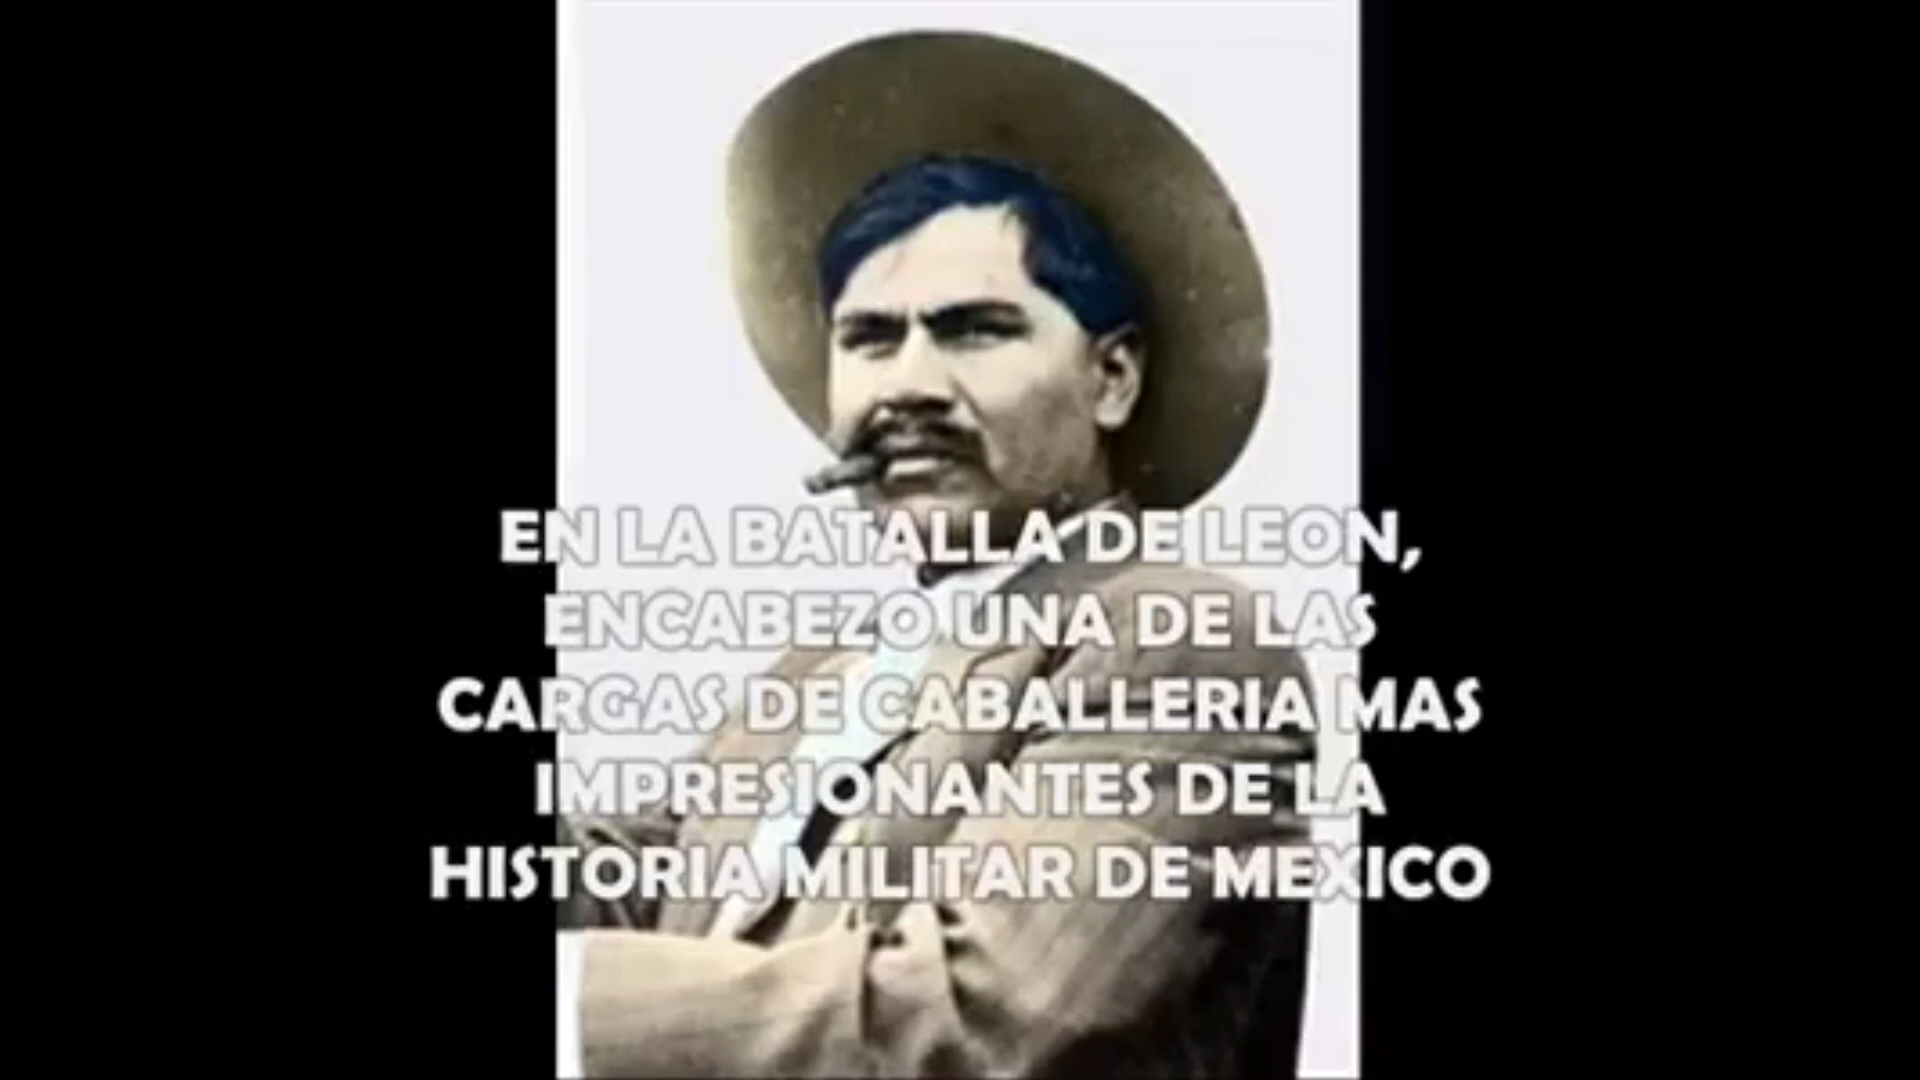 EN LA BATALLA DE LEON,
ENCABEZO UNA DE LAS
CARGAS DE CABALLERIA MAS
IMPRESIONANTES DE LA
HISTORIA MILITAR DE MEXICO